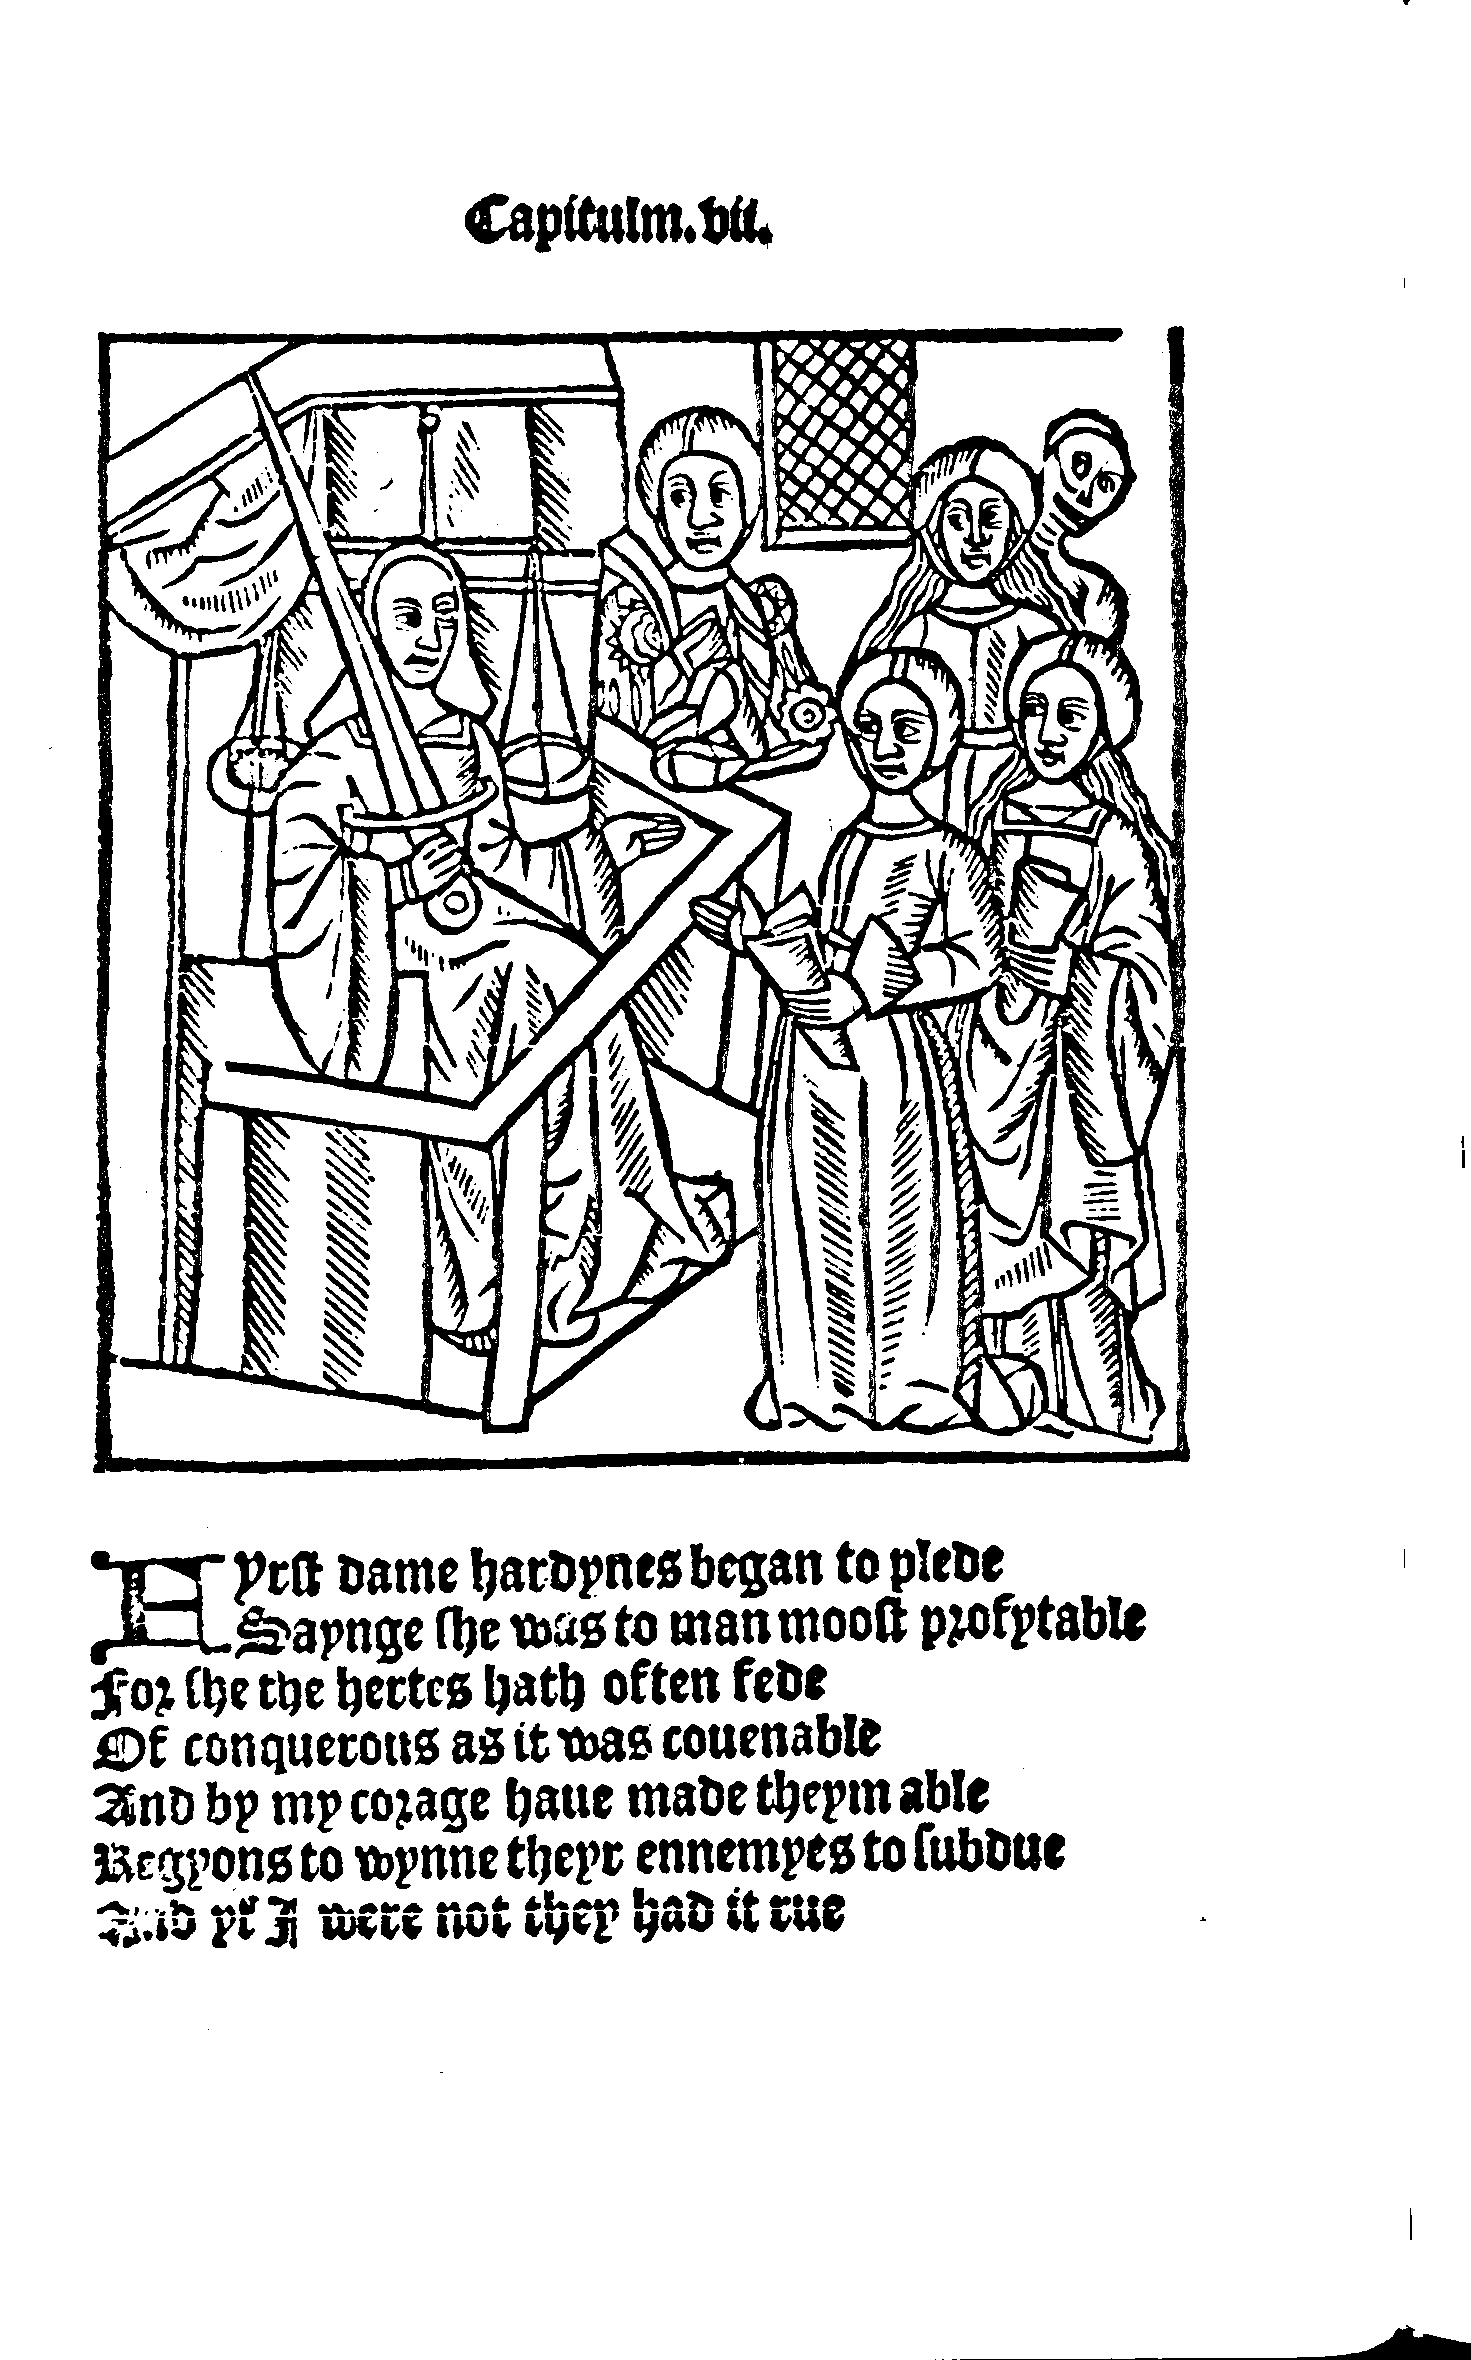 Capitulm.vii.
Fyrst dame hardynes began to plede
Saynge she was to man moost profytable
For she the hertes hath often fede
Of conquerous as it was couenable
And by my corage haue made theym able
Regyons to wynne theyr ennemyes to subdue
And yf I were not they had it rue